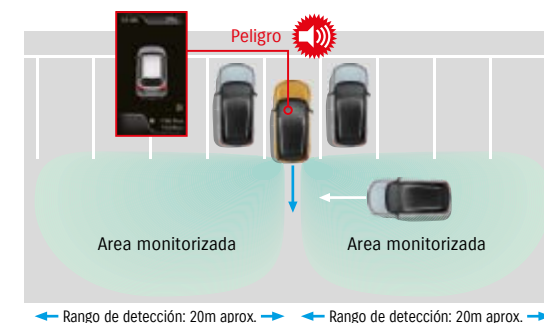 Peligro
Area monitorizada
Area monitorizada
Rango de detección: 20m aprox.
Rango de detección: 20m aprox.